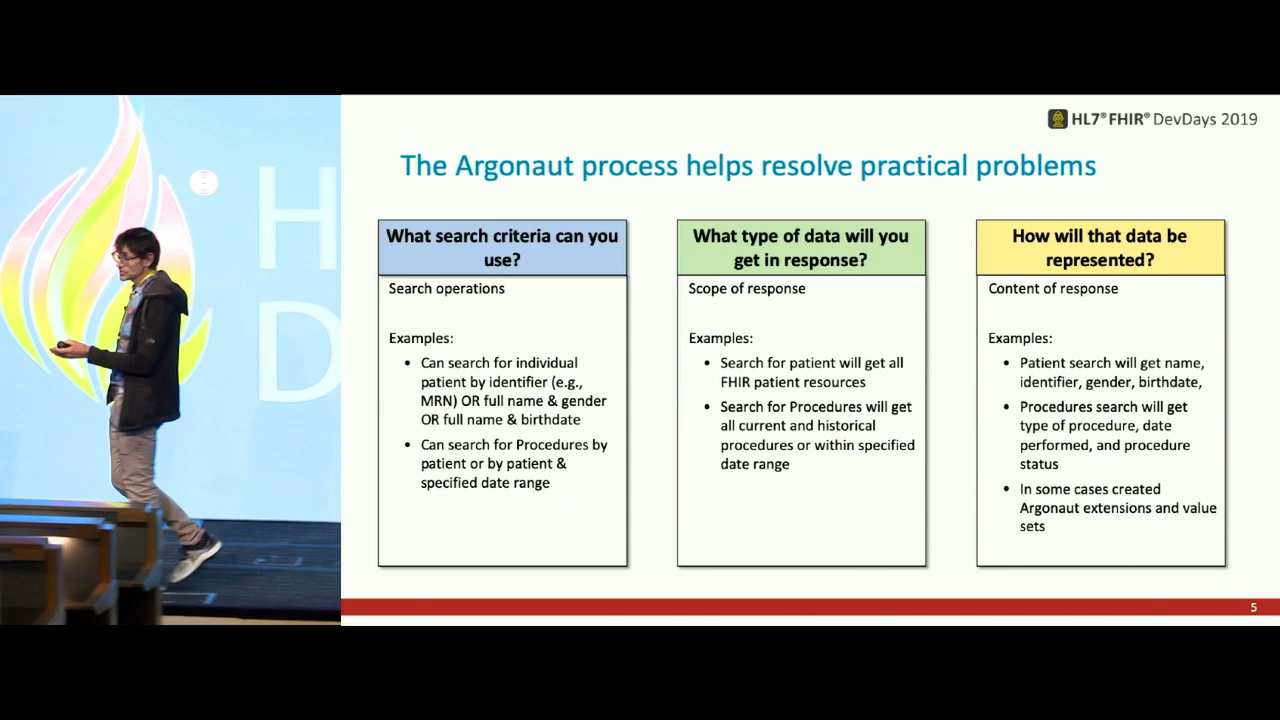 H
D
HL7® FHIR® DevDays 2019
The Argonaut process helps resolve practical problems
What search criteria can you
use?
Search operations
Examples:
• Can search for individual
patient by identifier (e.g.,
MRN) OR full name & gender
OR full name & birthdate
• Can search for Procedures by
patient or by patient &
specified date range
What type of data will you
get in response?
Scope of response
Examples:
• Search for patient will get all
FHIR patient resources
• Search for Procedures will get
all current and historical
procedures or within specified
date range
How will that data be
represented?
Content of response
Examples:
• Patient search will get name,
identifier, gender, birthdate,
• Procedures search will get
type of procedure, date
performed, and procedure
status
• In some cases created
Argonaut extensions and value
sets
5